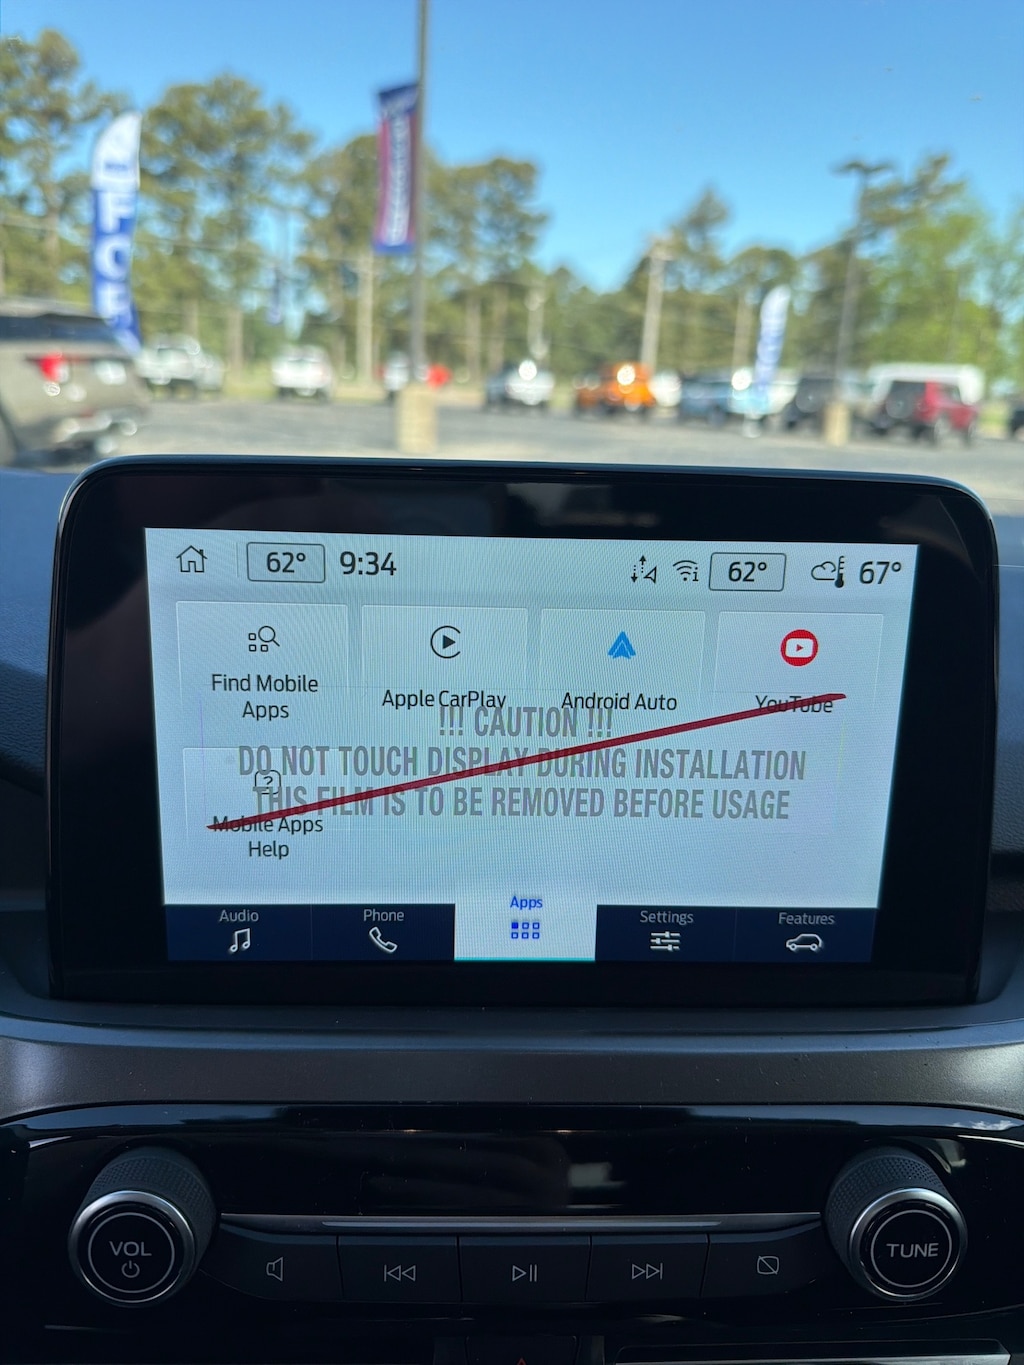 62° 9:34 62° 67°
Find Mobile
Apps
Apple CarPlay
Android Auto
YouTube
!!! CAUTION !!!
DO NOT TOUCH DISPLAY DURING INSTALLATION
THIS FILM IS TO BE REMOVED BEFORE USAGE
Mobile Apps
Help
Audio
Phone
Apps
Settings
Features
VOL
TUNE